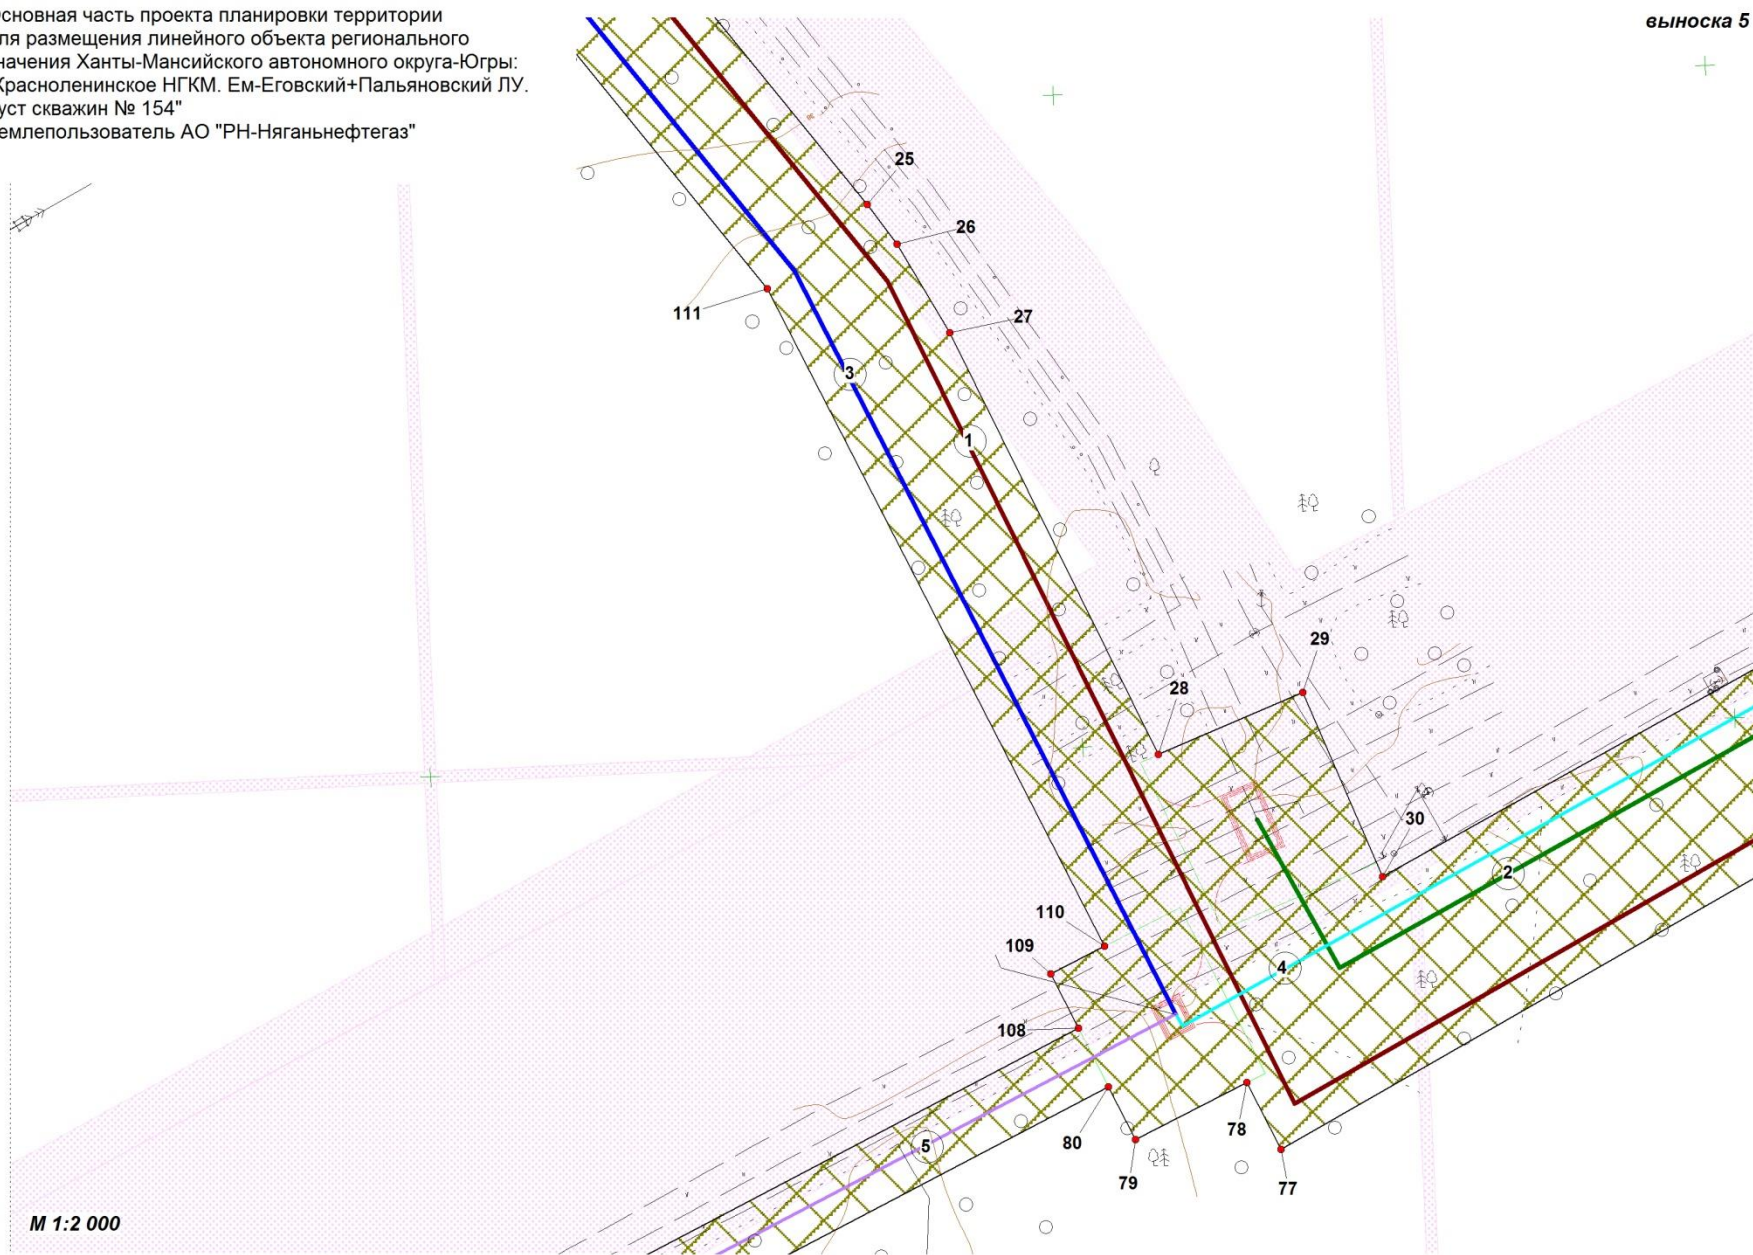 выноска 5
сновная часть проекта планировки территории
ля размещения линейного объекта регионального
начения Ханты-Мансийского автономного округа-Югры:
Красноленинское НГКМ. Ем-Еговский+Пальяновский ЛУ.
уст скважин № 154"
емлепользователь АО "РН-Няганьнефтегаз"
25
26
111
27
3
1
29
28
30
2
110
109
4
108
78
80
5
79
77
М 1:2 000